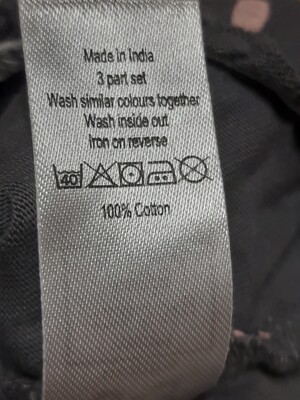 Made in India
3 part set
Wash similar colours together
Wash inside out
Iron on reverse
40
100% Cotton